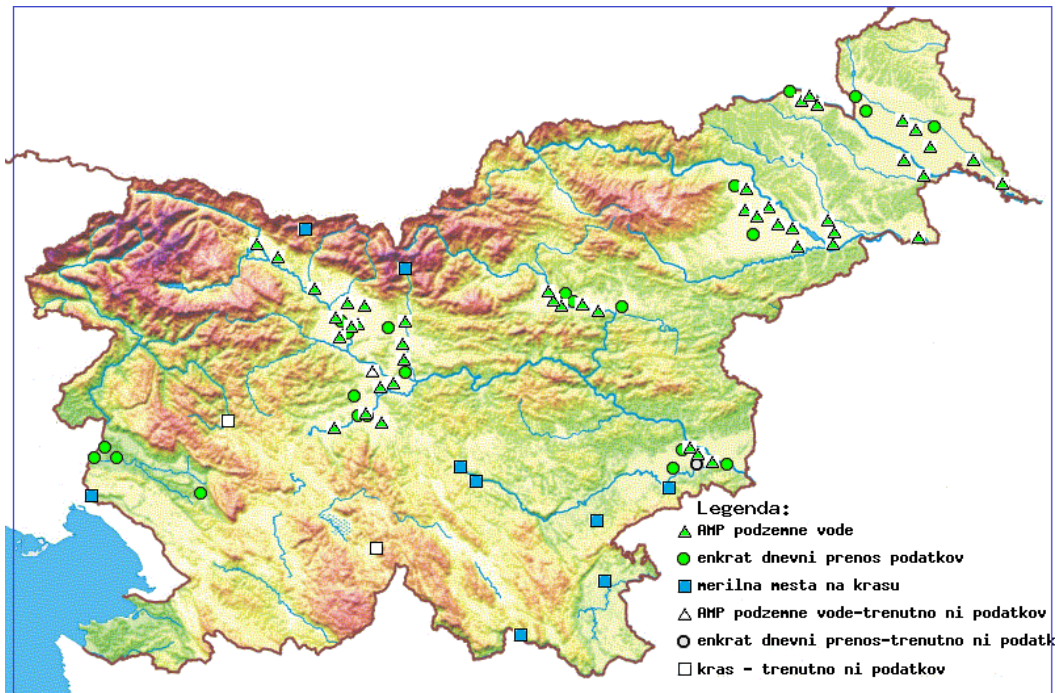 Legenda:
AMP podzemne vode
enkrat dnevni prenos podatkov
merilna mesta na krasu
AMP podzemne vode-trenutno ni podatkov
enkrat dnevni prenos-trenutno ni podatk
kras - trenutno ni podatkov